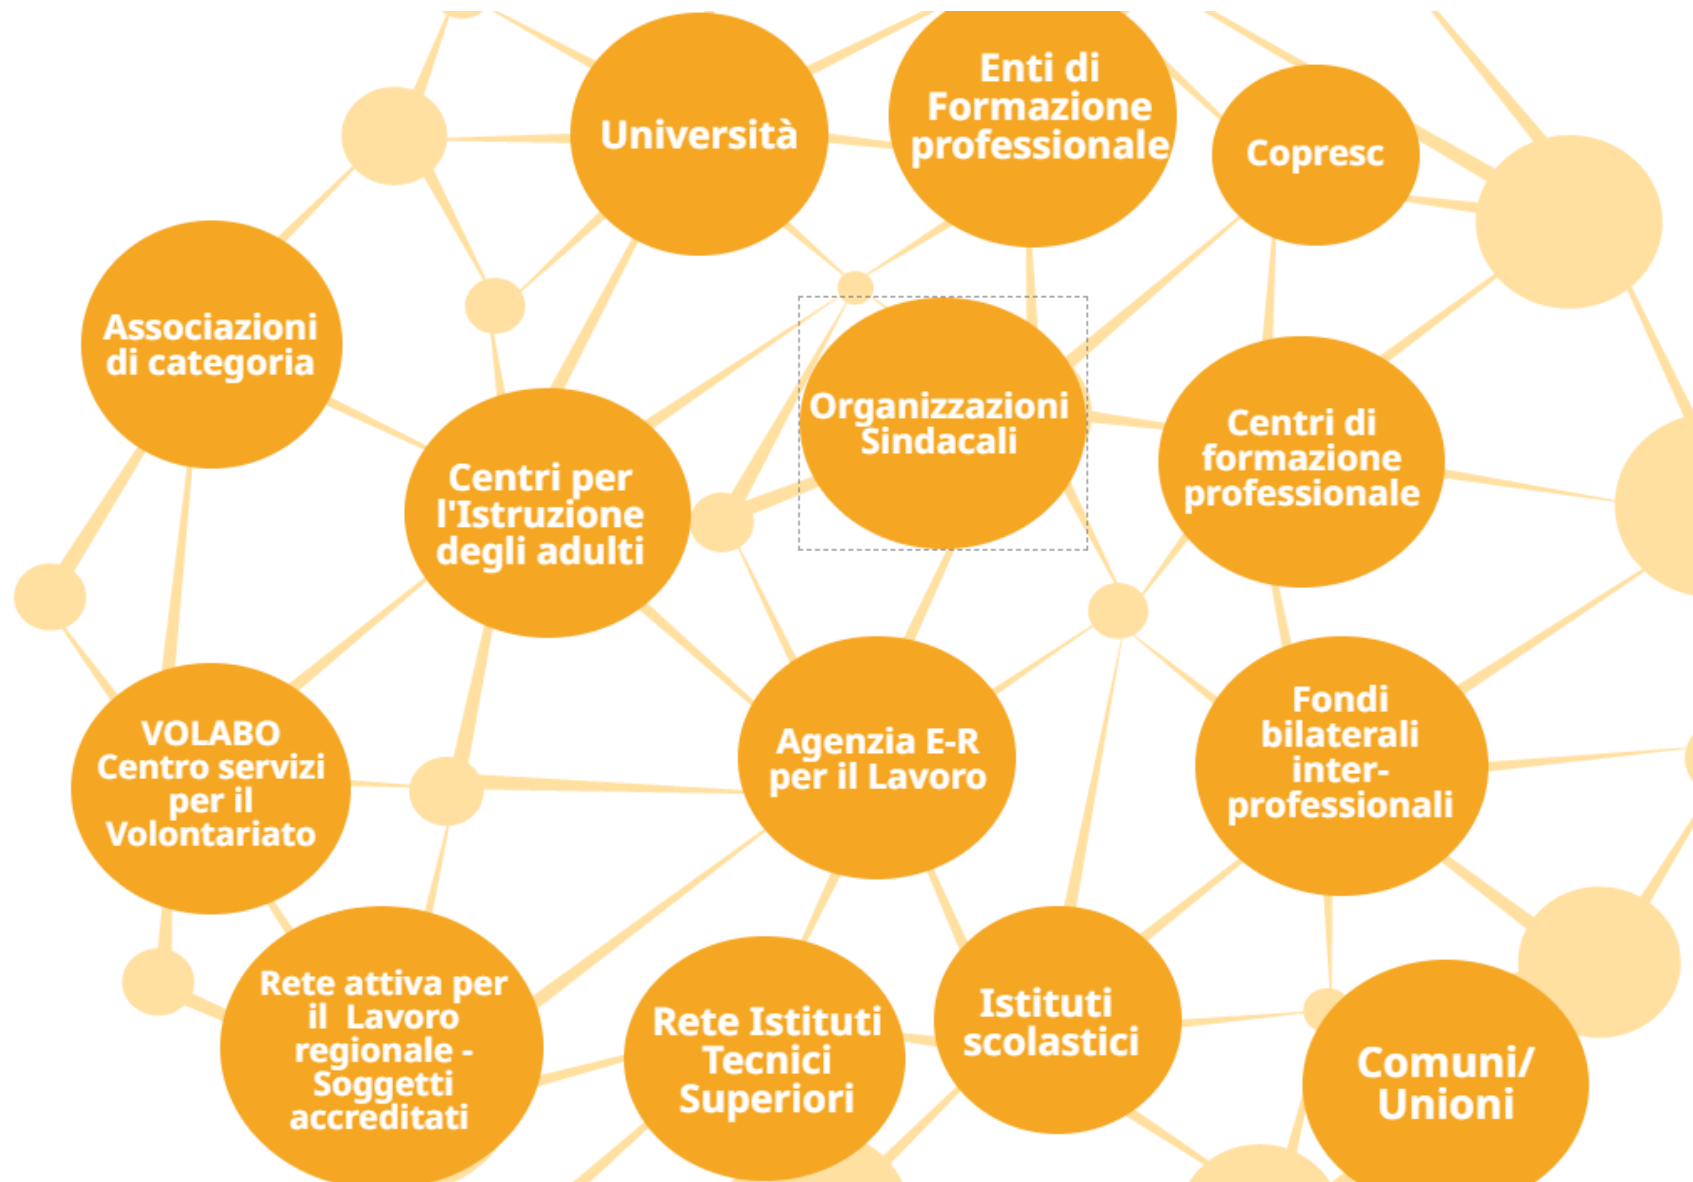 Università
Enti di
Formazione
professionale
Copresc
Associazioni
di categoria
Organizzazioni
Sindacali
Centri di
formazione
professionale
Centri per
l'Istruzione
degli adulti
VOLABO
Centro servizi
per il
Volontariato
Agenzia E-R
per il Lavoro
Fondi
bilaterali
inter-
professionali
Rete attiva per
il Lavoro
regionale -
Soggetti
accreditati
Rete Istituti
Tecnici
Superiori
Istituti
scolastici
Comuni/
Unioni